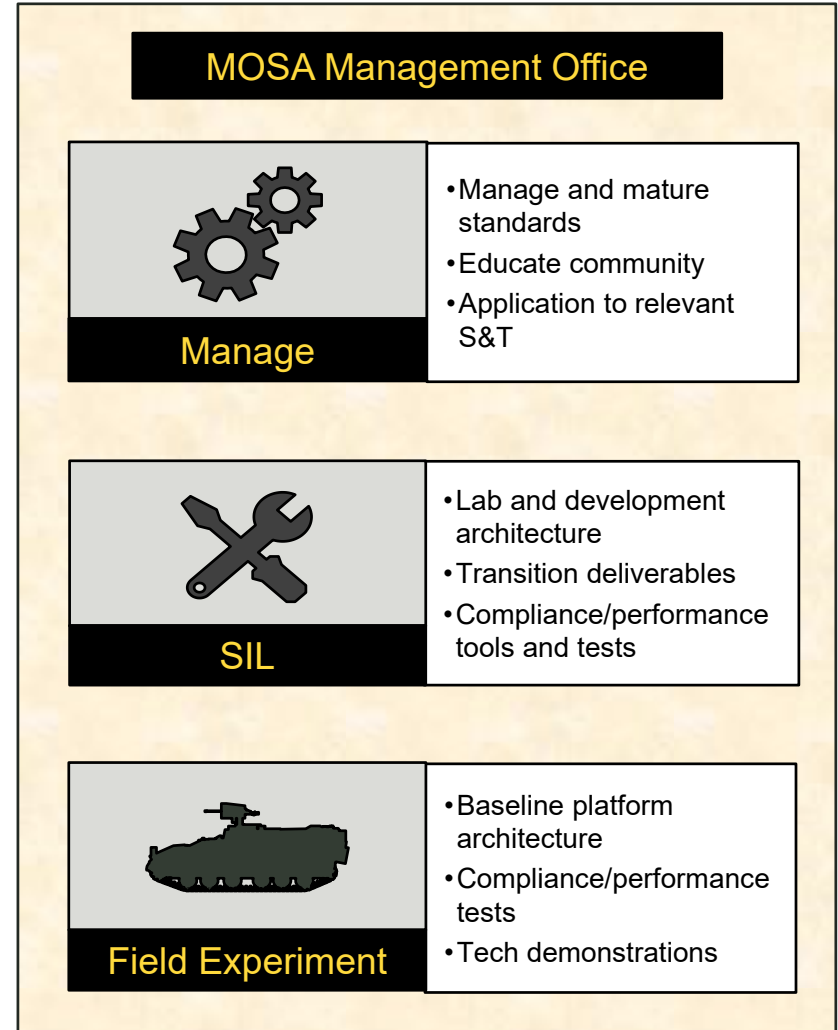 MOSA Management Office
Manage
•Manage and mature
standards
•Educate community
•Application to relevant
S&T
SIL
•Lab and development
architecture
•Transition deliverables
•Compliance/performance
tools and tests
Field Experiment
•Baseline platform
architecture
•Compliance/performance
tests
•Tech demonstrations